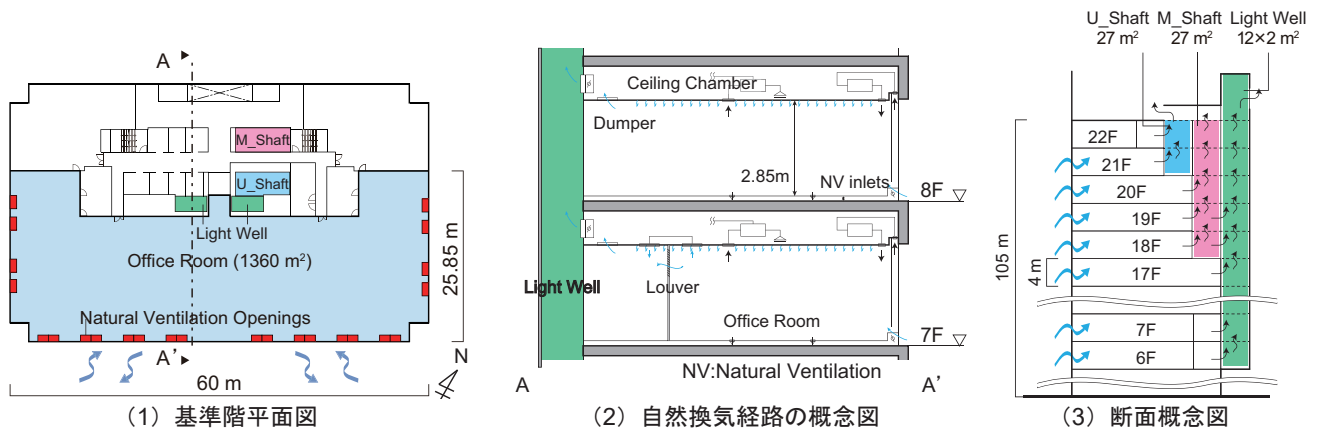 A
M_Shaft
U_Shaft
Light Well
Office Room (1360 m²)
25.85 m
Natural Ventilation Openings
A'
N
60 m
（1）基準階平面図
Ceiling Chamber
Dumper
2.85m
NV inlets
8F
Light Well
Louver
Office Room
7F
NV:Natural Ventilation
A
A'
（2）自然換気経路の概念図
U_Shaft M_Shaft Light Well
27 m² 27 m² 12×2 m²
22F
21F
20F
19F
18F
17F
7F
6F
105 m
4 m
（3）断面概念図